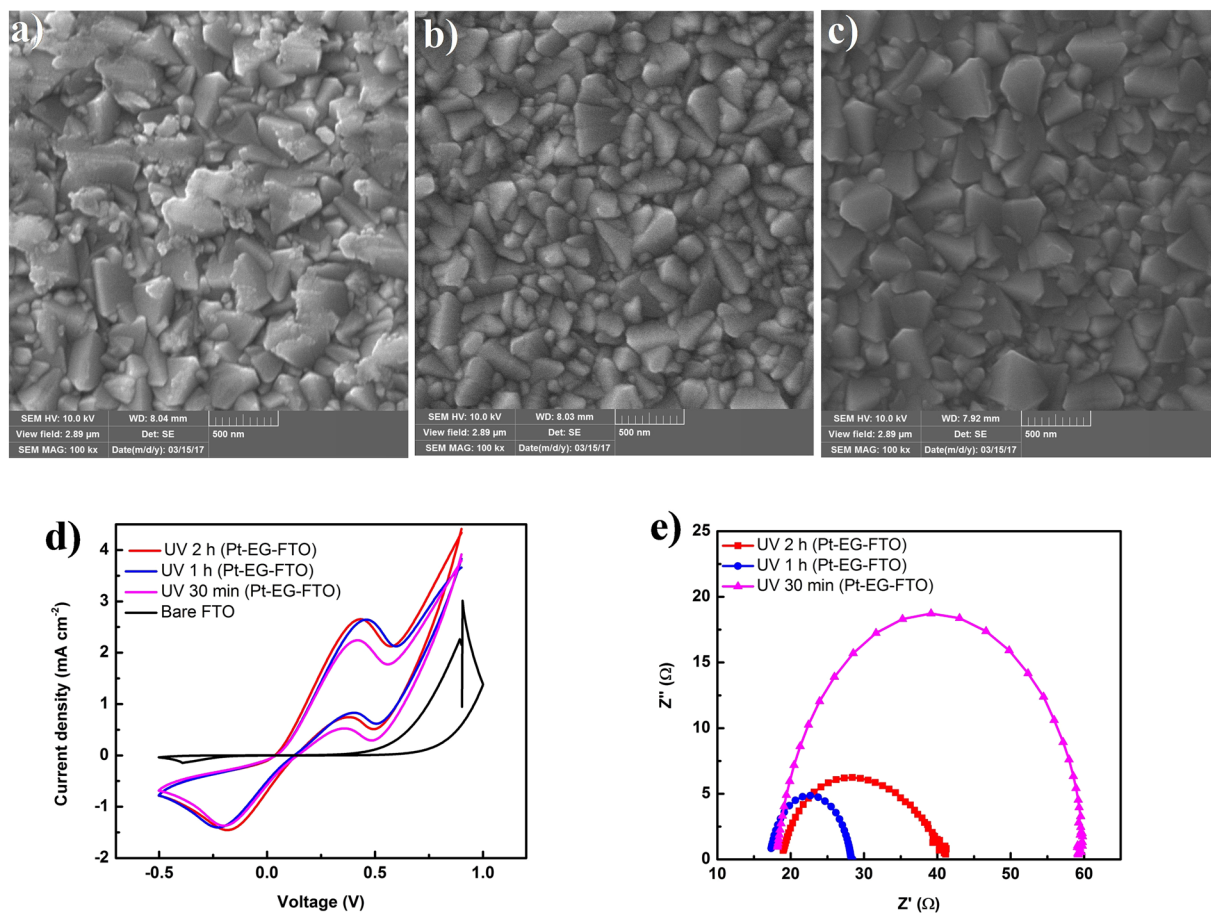 a)
b)
c)
SEM HV: 10.0 kV WD: 8.04 mm
View field: 2.89 µm Det: SE 500 nm
SEM MAG: 100 kx Date(m/d/y): 03/15/17
SEM HV: 10.0 kV WD: 8.03 mm
View field: 2.89 µm Det: SE 500 nm
SEM MAG: 100 kx Date(m/d/y): 03/15/17
SEM HV: 10.0 kV WD: 7.92 mm
View field: 2.89 µm Det: SE 500 nm
SEM MAG: 100 kx Date(m/d/y): 03/15/17
d)
UV 2 h (Pt-EG-FTO)
UV 1 h (Pt-EG-FTO)
UV 30 min (Pt-EG-FTO)
Bare FTO
Current density (mA cm⁻²)
4
3
2
1
0
-1
-2
-0.5 0.0 0.5 1.0
Voltage (V)
e)
UV 2 h (Pt-EG-FTO)
UV 1 h (Pt-EG-FTO)
UV 30 min (Pt-EG-FTO)
Z'' (Ω)
25
20
15
10
5
0
10 20 30 40 50 60
Z' (Ω)